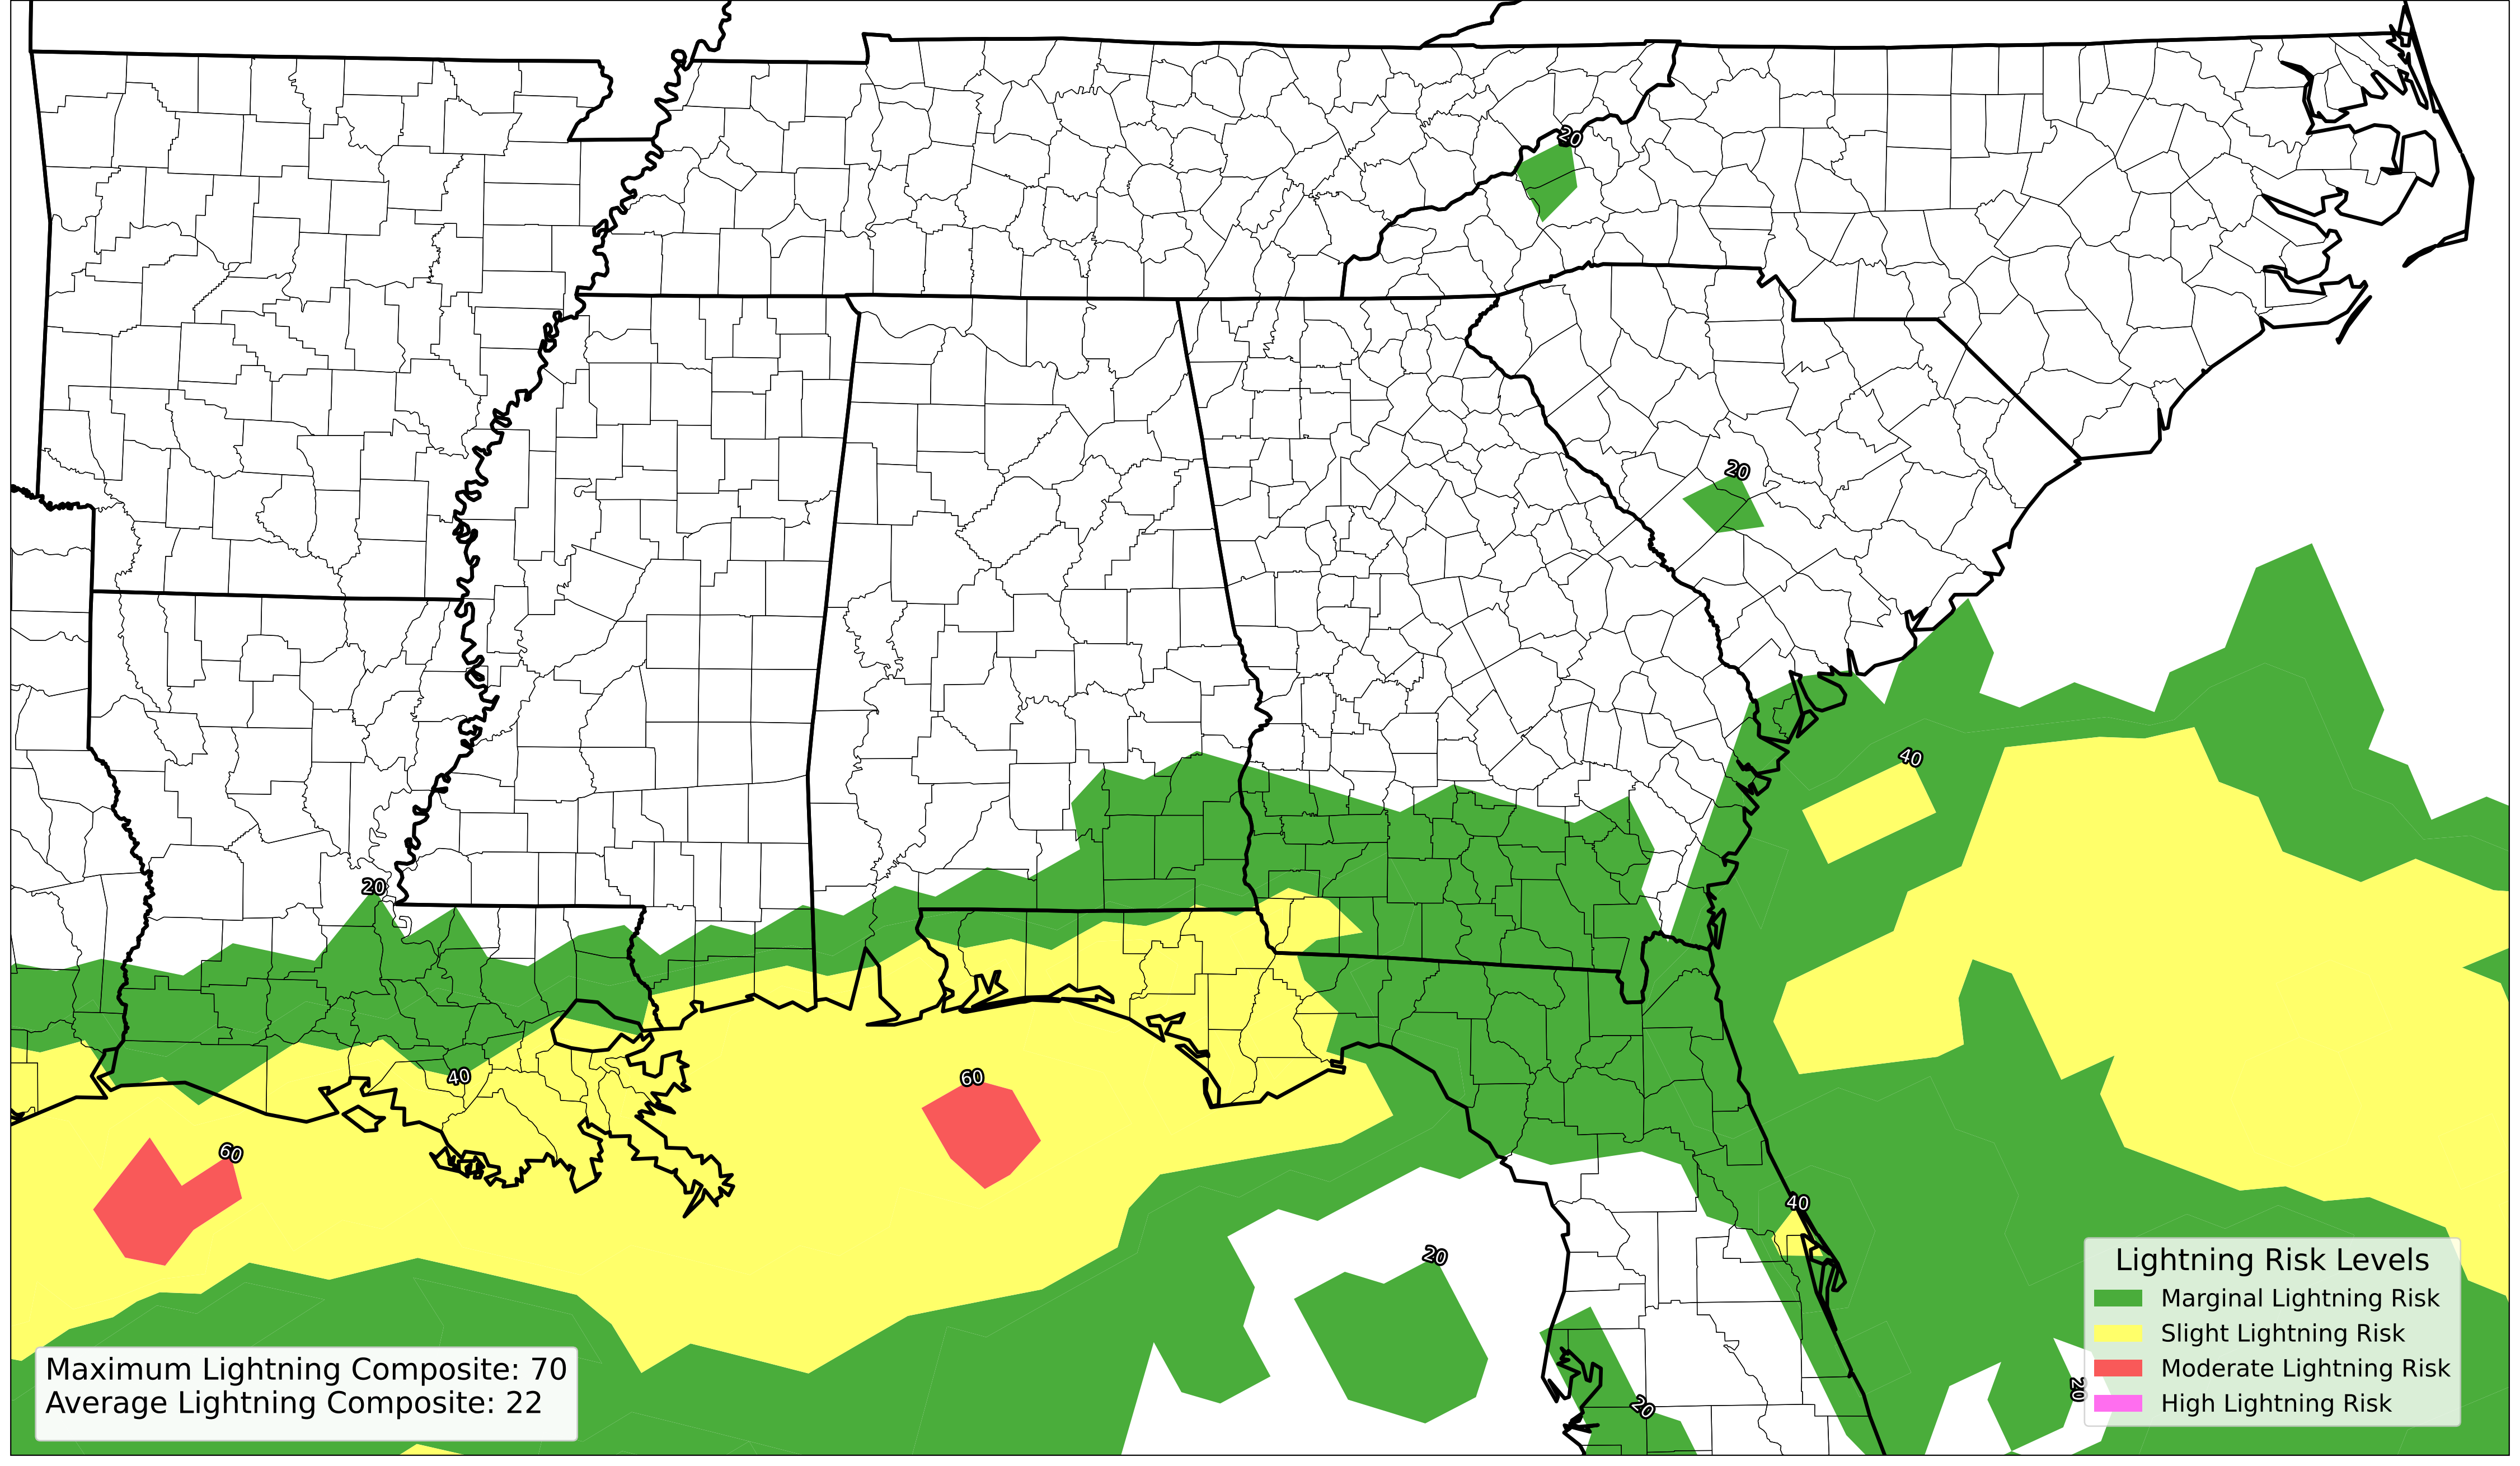 20
20
40
20
40
60
60
40
20
20
20
Lightning Risk Levels
Marginal Lightning Risk
Slight Lightning Risk
Moderate Lightning Risk
High Lightning Risk
Maximum Lightning Composite: 70
Average Lightning Composite: 22